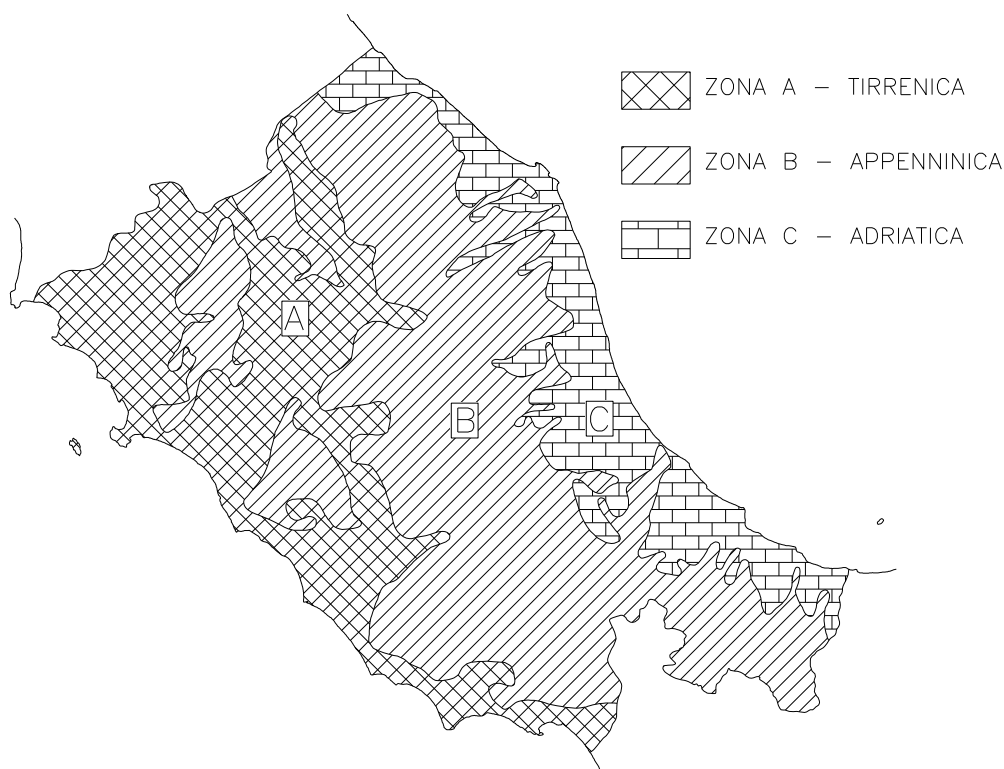 ZONA A – TIRRENICA
ZONA B – APPENNINICA
ZONA C – ADRIATICA
A
B
C